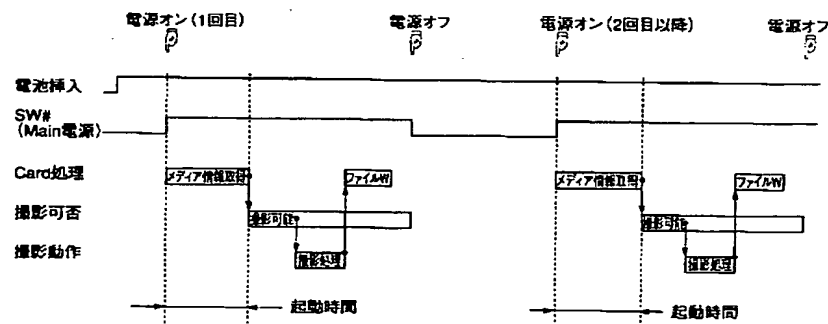 電源オン(1回目)
電源オフ
電源オン(2回目以降)
電源オフ
電池挿入
SW#
(Main電源)
Card処理
メディア情報取得
ファイルW
メディア情報取得
ファイルW
撮影可否
撮影可能
撮影可能
撮影動作
撮影処理
撮影処理
起動時間
起動時間